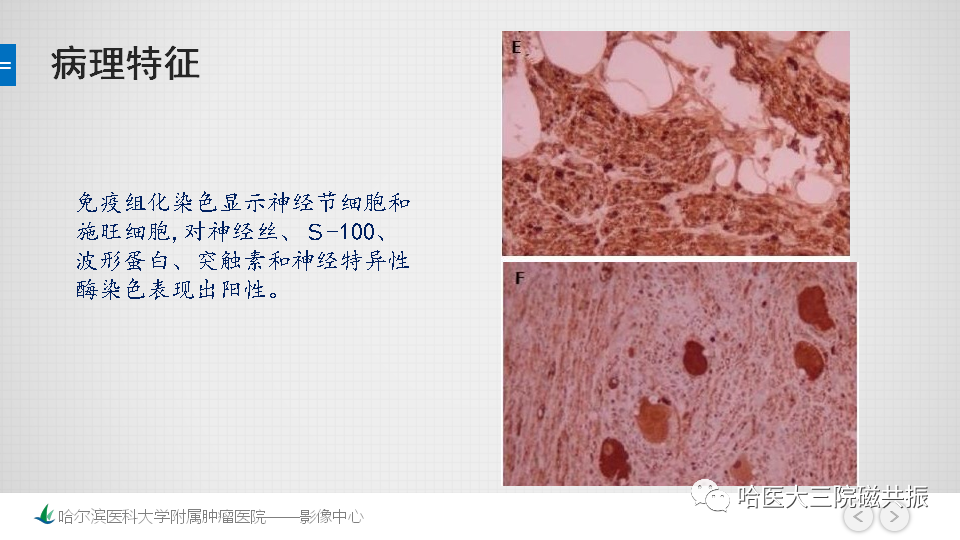 病理特征
免疫组化染色显示神经节细胞和
施旺细胞,对神经丝、S-100、
波形蛋白、突触素和神经特异性
酶染色表现出阳性。
E
F
哈医大三院磁共振
哈尔滨医科大学附属肿瘤医院——影像中心